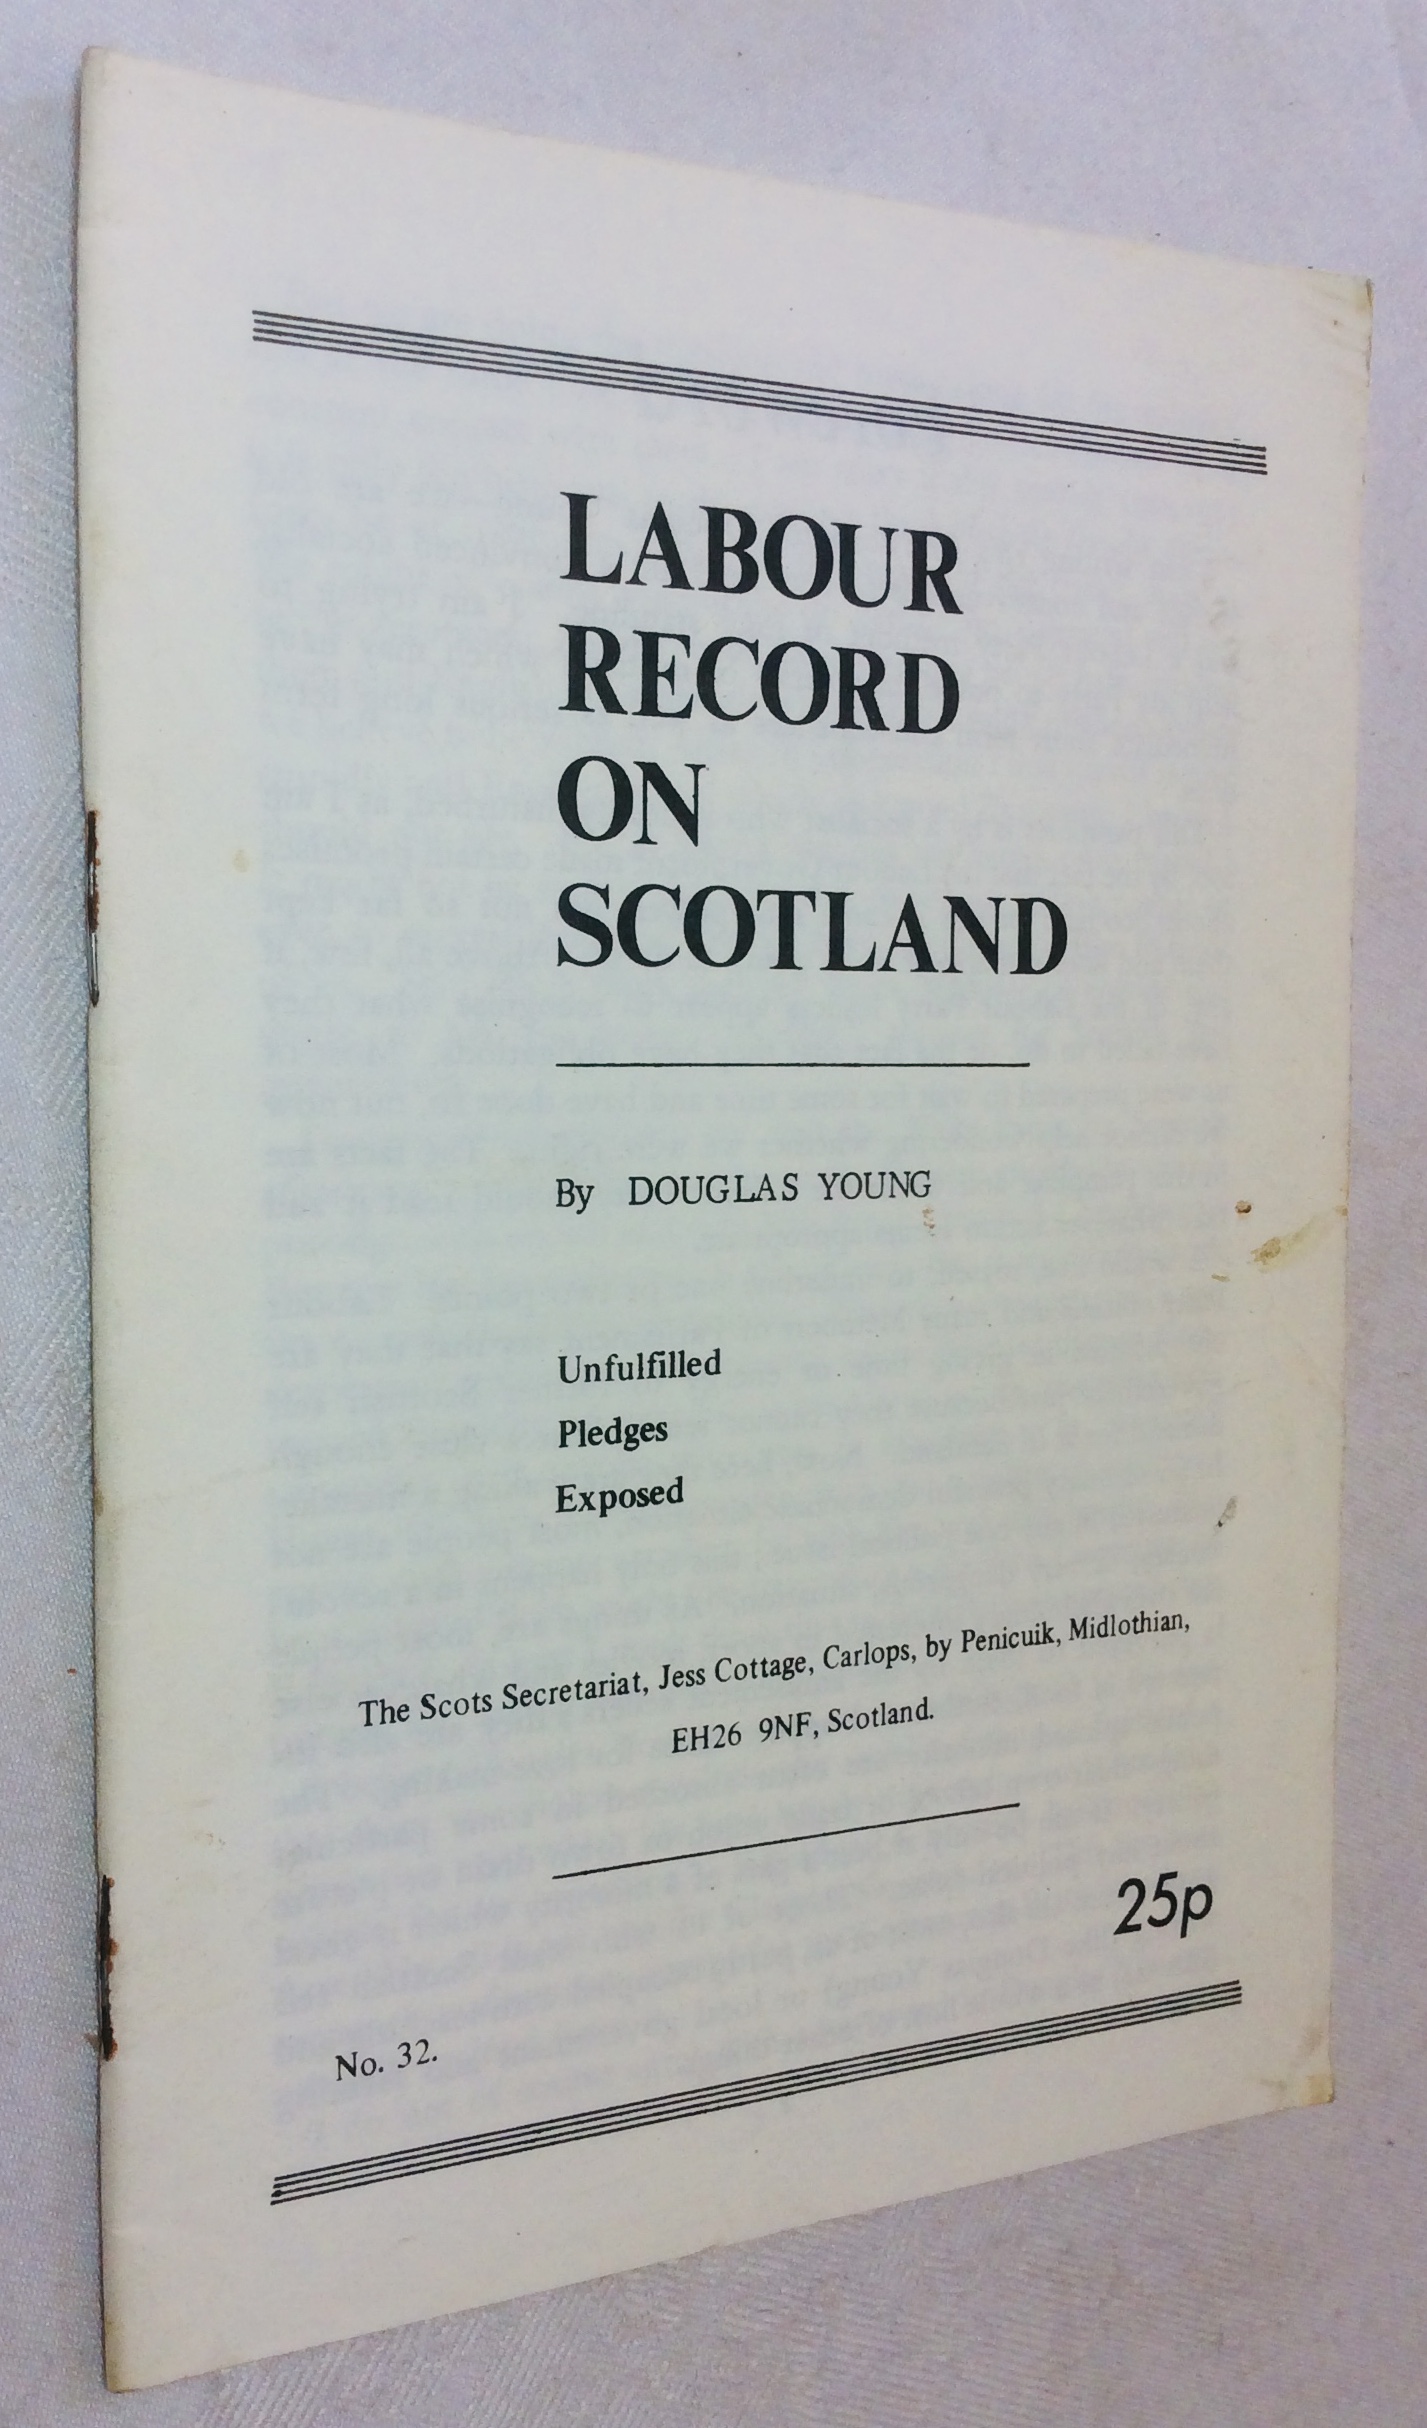 LABOUR
RECORD
ON
SCOTLAND
By DOUGLAS YOUNG
Unfulfilled
Pledges
Exposed
The Scots Secretariat, Jess Cottage, Carlops, by Penicuik, Midlothian,
EH26 9NF, Scotland.
25p
No. 32.